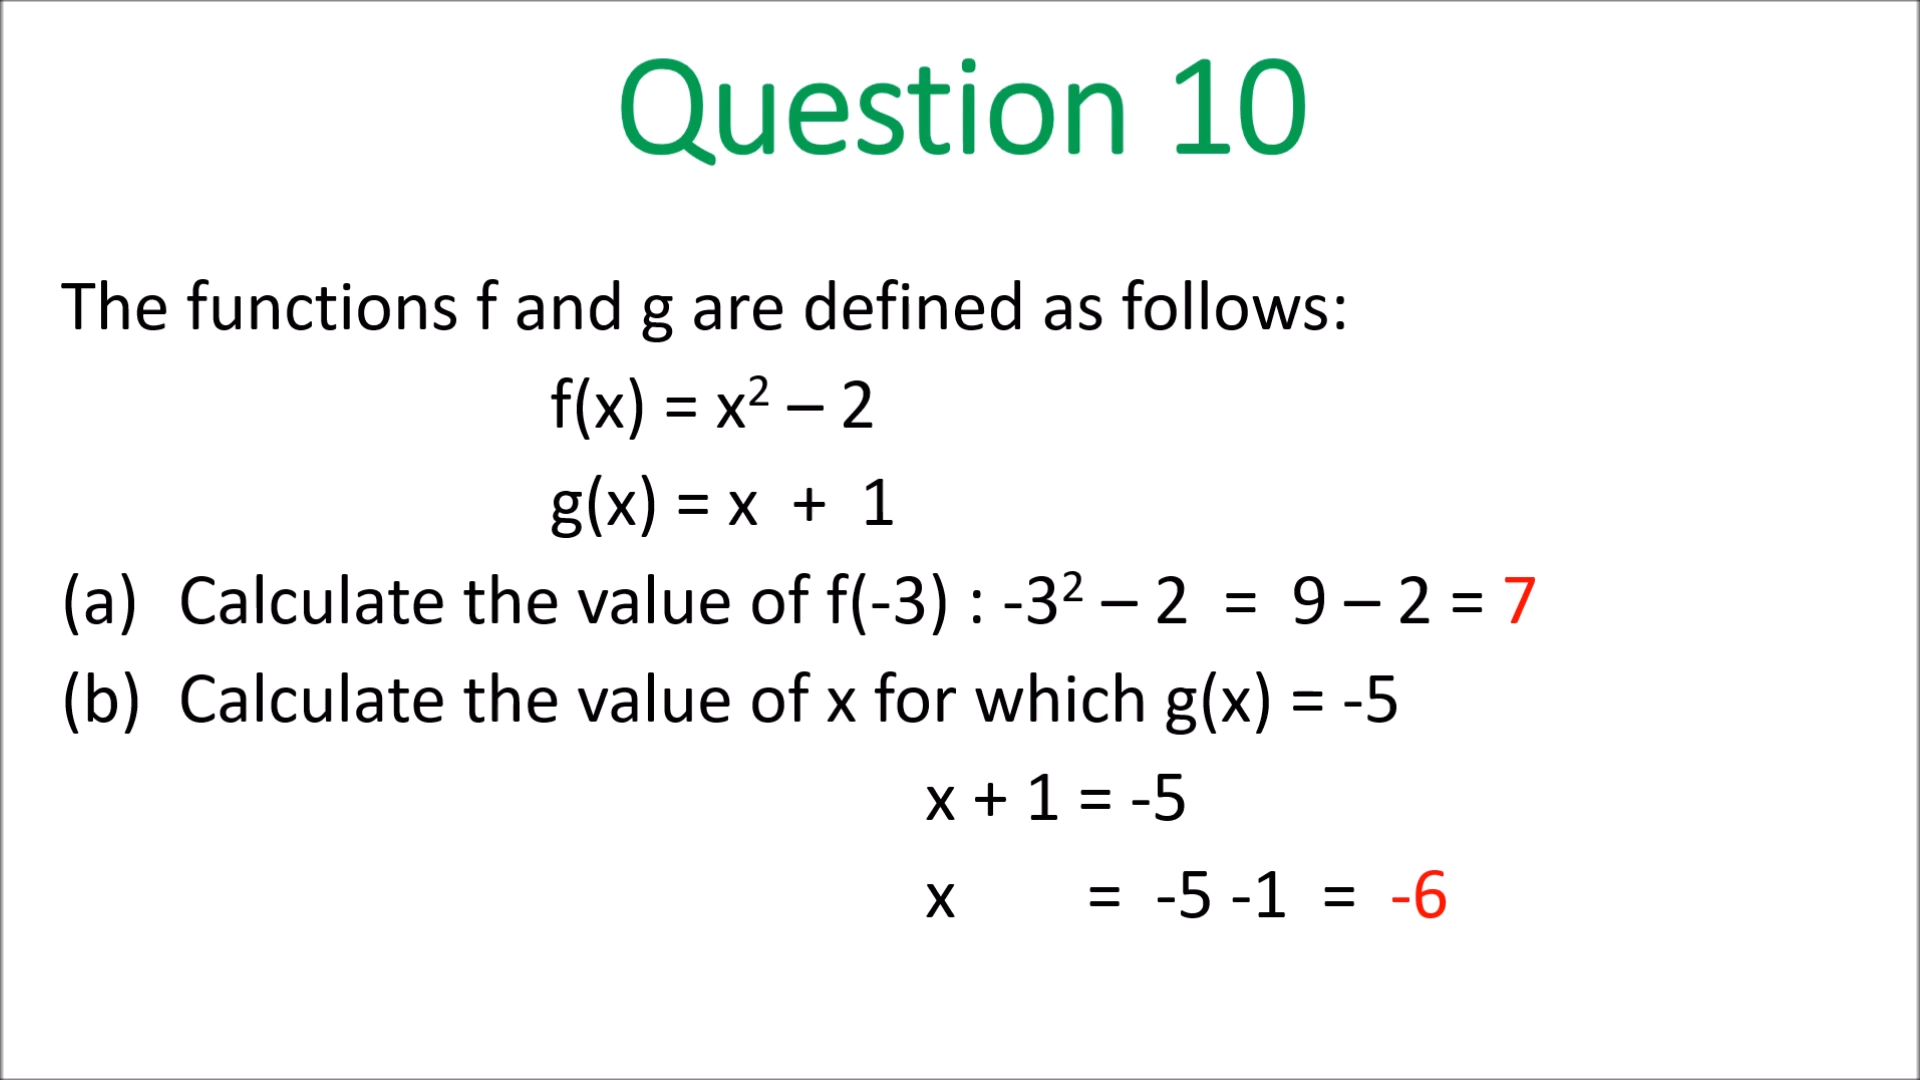 Question 10
The functions f and g are defined as follows:
f(x) = x² – 2
g(x) = x + 1
(a) Calculate the value of f(-3) : -3² – 2 = 9 – 2 = 7
(b) Calculate the value of x for which g(x) = -5
x + 1 = -5
x = -5 -1 = -6